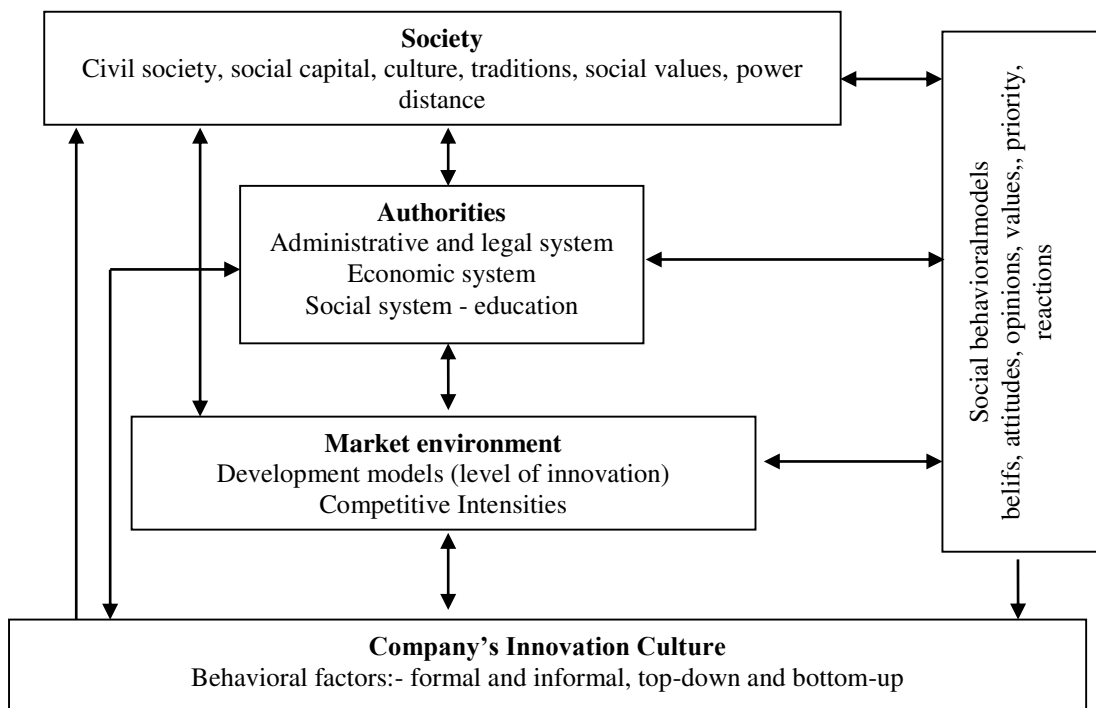 Society
Civil society, social capital, culture, traditions, social values, power
distance
Authorities
Administrative and legal system
Economic system
Social system - education
Market environment
Development models (level of innovation)
Competitive Intensities
Social behavioralmodels
belifs, attitudes, opinions, values,, priority,
reactions
Company’s Innovation Culture
Behavioral factors:- formal and informal, top-down and bottom-up